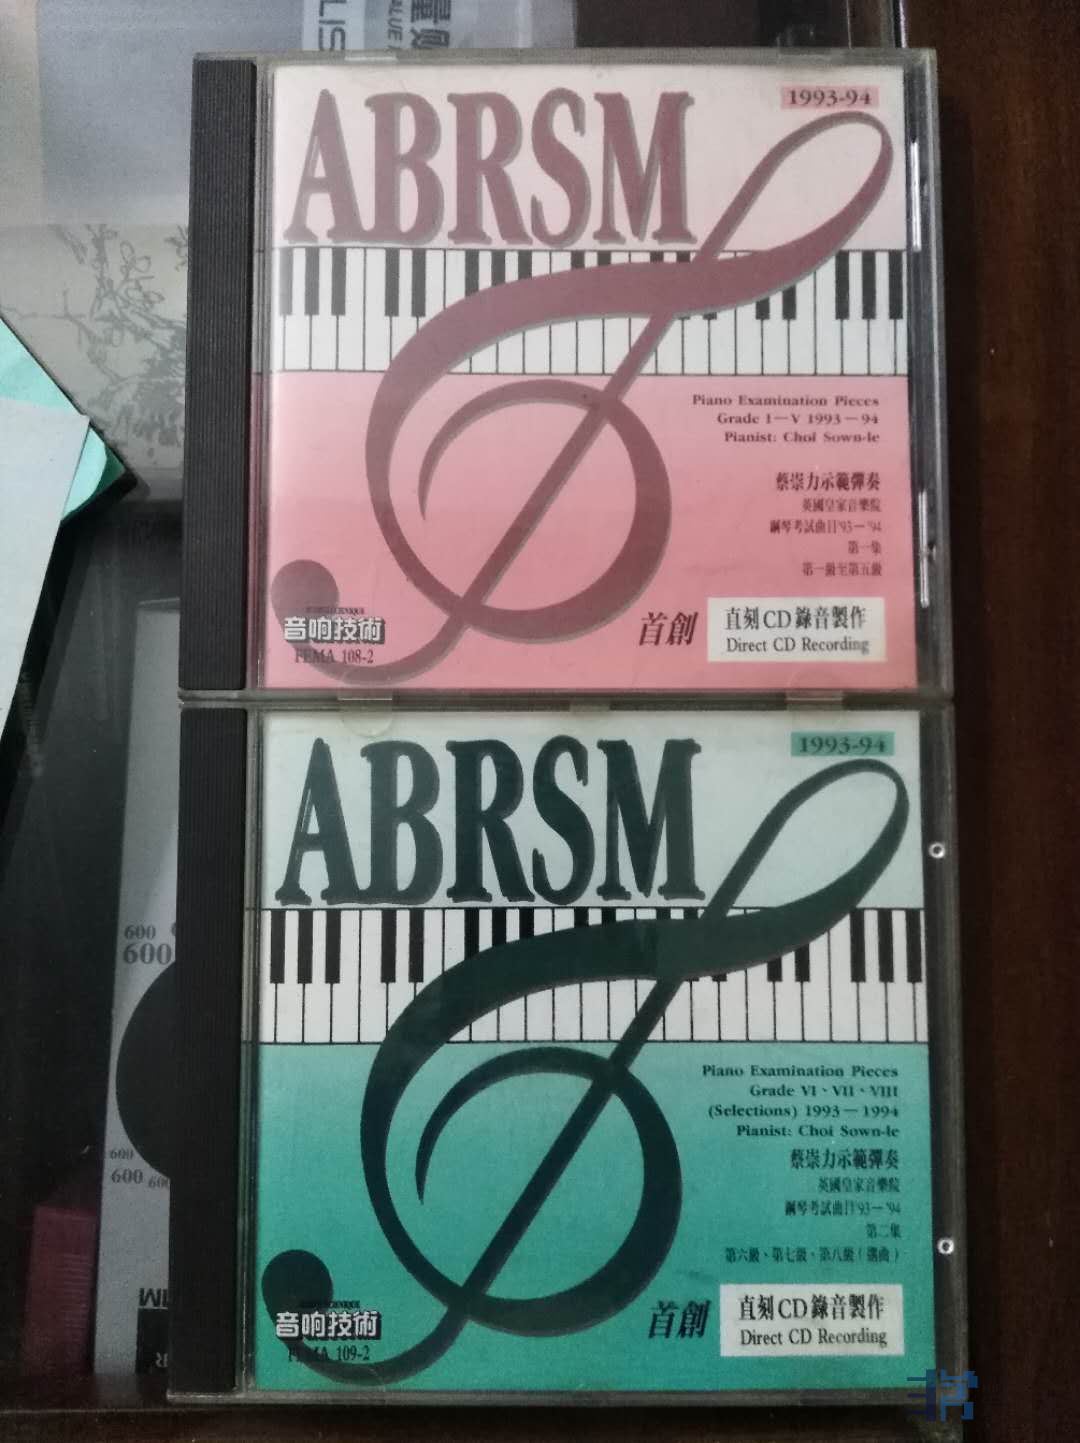 LIS
ABRSM
1993-94
Piano Examination Pieces
Grade I—V 1993—94
Pianist: Choi Sown-le
蔡崇力示範彈奏
英國皇家音樂院
鋼琴考試曲目'93—'94
第一集
第一級至第五級
音响技術
FEMA 108-2
首創
直刻CD錄音製作
Direct CD Recording
ABRSM
1993-94
600
600
Piano Examination Pieces
Grade VI、VII、VIII
(Selections) 1993—1994
Pianist: Choi Sown-le
蔡崇力示範彈奏
英國皇家音樂院
鋼琴考試曲目'93—'94
第二集
第六級、第七級、第八級（選曲）
600
600 600
音响技術
FEMA 109-2
首創
直刻CD錄音製作
Direct CD Recording